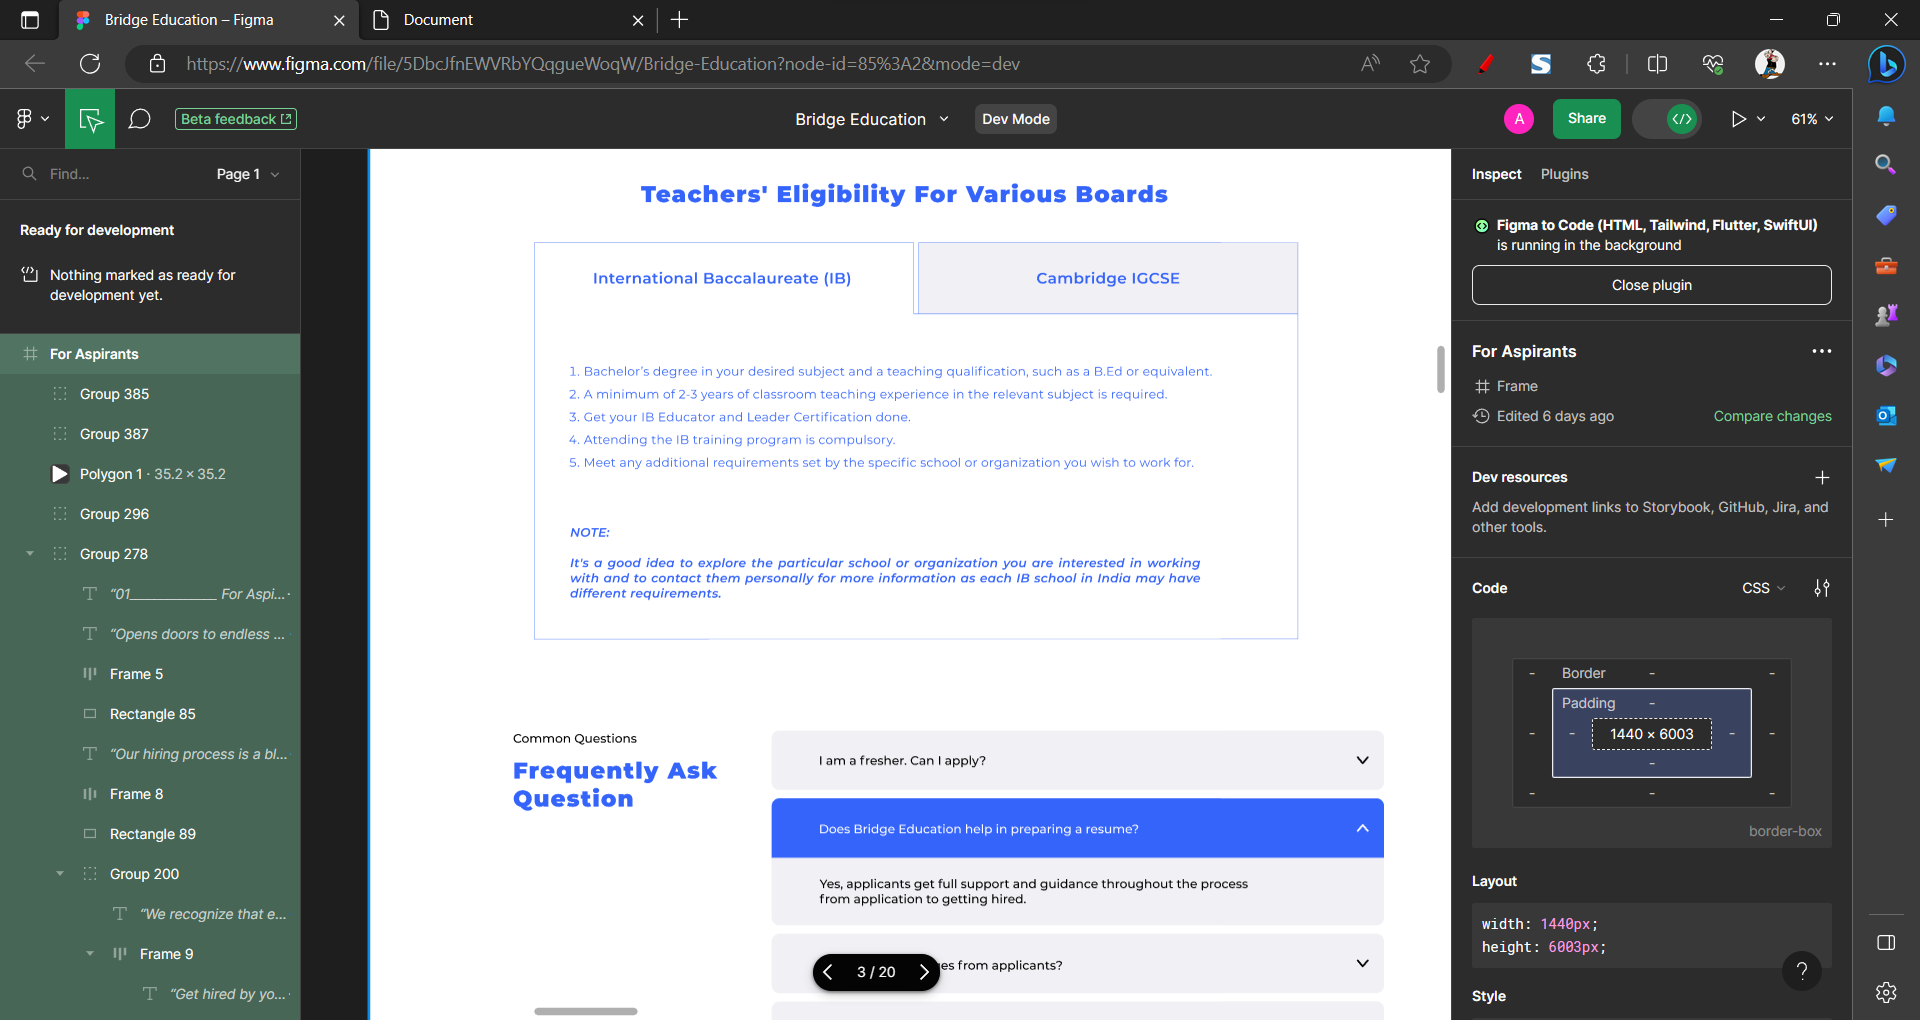 Bridge Education – Figma
Document
https://www.figma.com/file/5DbcJfnEWVRbYQqgueWoqW/Bridge-Education?node-id=85%3A2&mode=dev
Beta feedback
Bridge Education
Dev Mode
A
Share
61%
Find...
Page 1
Ready for development
Nothing marked as ready for
development yet.
For Aspirants
Group 385
Group 387
Polygon 1 · 35.2 × 35.2
Group 296
Group 278
“01____________ For Aspi...
“Opens doors to endless ...
Frame 5
Rectangle 85
“Our hiring process is a bl...
Frame 8
Rectangle 89
Group 200
“We recognize that e...
Frame 9
“Get hired by yo...
Teachers' Eligibility For Various Boards
International Baccalaureate (IB)
Cambridge IGCSE
1. Bachelor’s degree in your desired subject and a teaching qualification, such as a B.Ed or equivalent.
2. A minimum of 2-3 years of classroom teaching experience in the relevant subject is required.
3. Get your IB Educator and Leader Certification done.
4. Attending the IB training program is compulsory.
5. Meet any additional requirements set by the specific school or organization you wish to work for.
NOTE:
It's a good idea to explore the particular school or organization you are interested in working
with and to contact them personally for more information as each IB school in India may have
different requirements.
Common Questions
Frequently Ask
Question
I am a fresher. Can I apply?
Does Bridge Education help in preparing a resume?
Yes, applicants get full support and guidance throughout the process
from application to getting hired.
es from applicants?
3 / 20
Inspect
Plugins
Figma to Code (HTML, Tailwind, Flutter, SwiftUI)
is running in the background
Close plugin
For Aspirants
Frame
Edited 6 days ago
Compare changes
Dev resources
Add development links to Storybook, GitHub, Jira, and
other tools.
Code
CSS
Border
Padding
1440 × 6003
border-box
Layout
width: 1440px;
height: 6003px;
?
Style